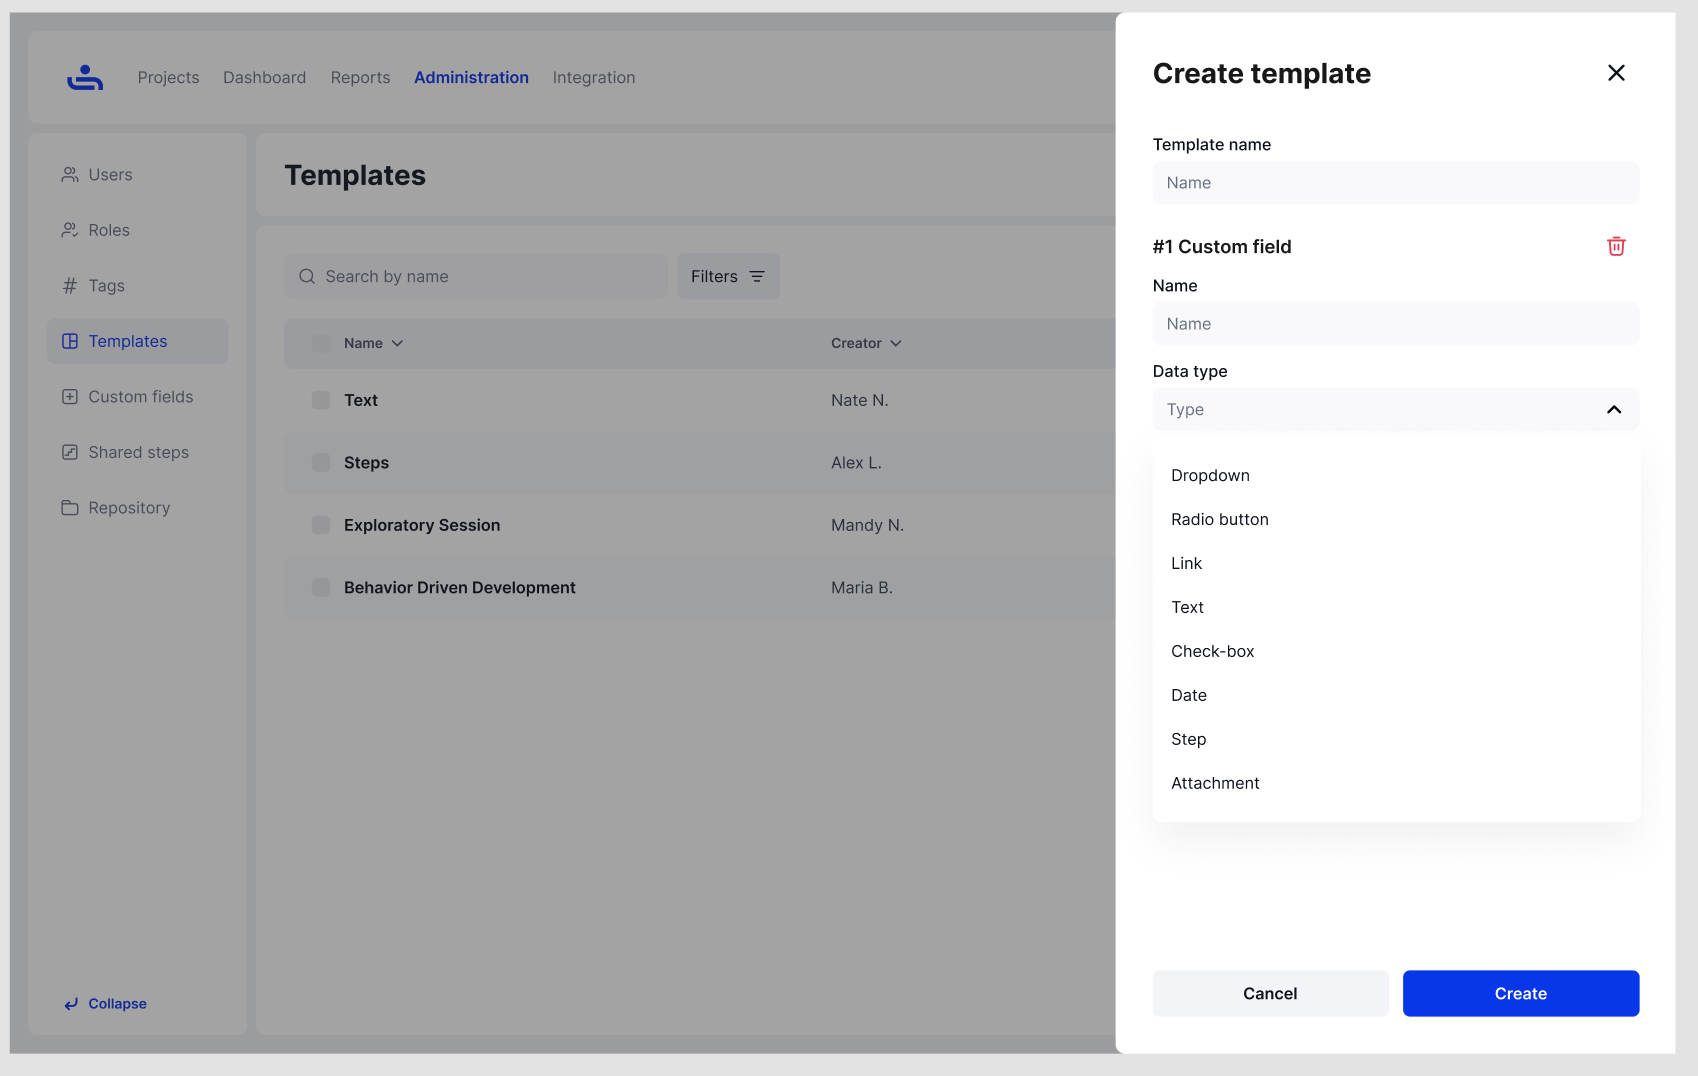 Projects Dashboard Reports Administration Integration
Users
Roles
Tags
Templates
Custom fields
Shared steps
Repository
Collapse
Templates
Search by name
Filters
Name Creator
Text Nate N.
Steps Alex L.
Exploratory Session Mandy N.
Behavior Driven Development Maria B.
Create template
Template name
Name
#1 Custom field
Name
Name
Data type
Type
Dropdown
Radio button
Link
Text
Check-box
Date
Step
Attachment
Cancel Create